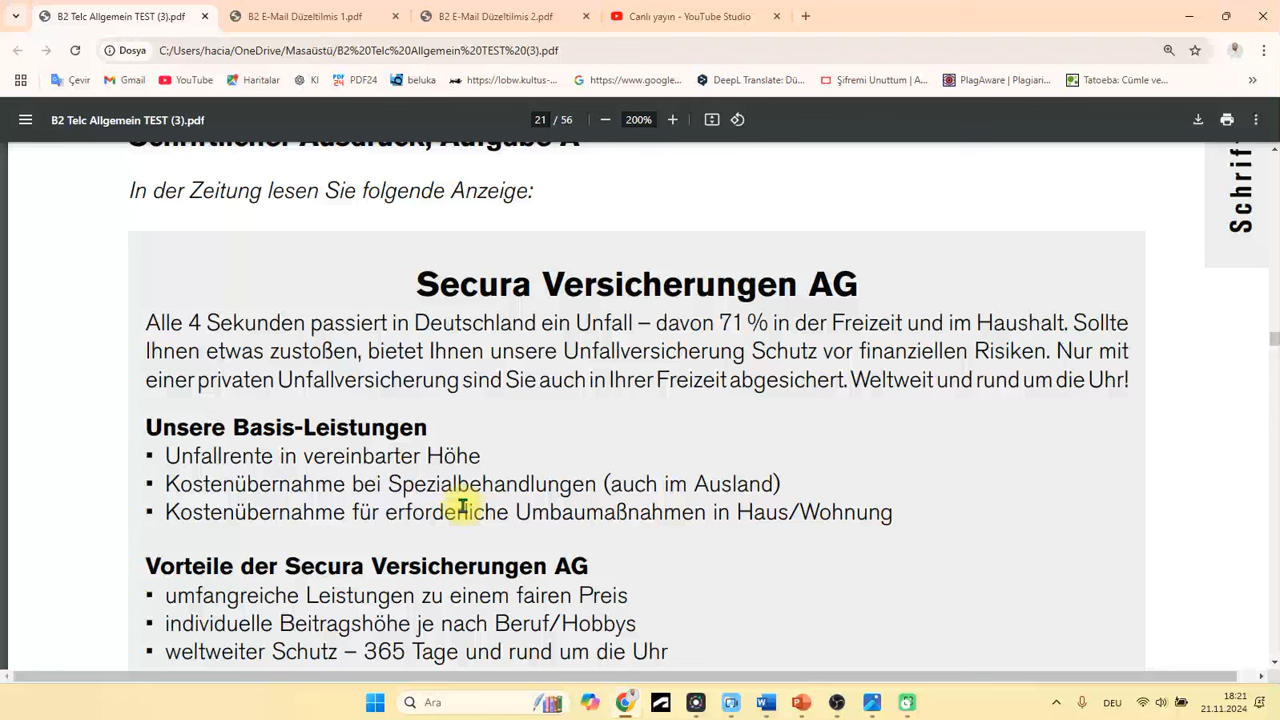 B2 Telc Allgemein TEST (3).pdf
B2 E-Mail Düzeltilmis 1.pdf
B2 E-Mail Düzeltilmis 2.pdf
Canlı yayın - YouTube Studio
Dosya
C:/Users/hacia/OneDrive/Masaüstü/B2%20Telc%20Allgemein%20TEST%20(3).pdf
Çevir
Gmail
YouTube
Haritalar
KI
PDF24
beluka
https://lobw.kultus-...
https://www.google...
DeepL Translate: Dü...
Şifremi Unuttum | A...
PlagAware | Plagiari...
Tatoeba: Cümle ve...
B2 Telc Allgemein TEST (3).pdf
21 / 56
200%
Schriftlicher Ausdruck, Aufgabe A
In der Zeitung lesen Sie folgende Anzeige:
Schrif
Secura Versicherungen AG
Alle 4 Sekunden passiert in Deutschland ein Unfall – davon 71 % in der Freizeit und im Haushalt. Sollte
Ihnen etwas zustoßen, bietet Ihnen unsere Unfallversicherung Schutz vor finanziellen Risiken. Nur mit
einer privaten Unfallversicherung sind Sie auch in Ihrer Freizeit abgesichert. Weltweit und rund um die Uhr!
Unsere Basis-Leistungen
▪ Unfallrente in vereinbarter Höhe
▪ Kostenübernahme bei Spezialbehandlungen (auch im Ausland)
▪ Kostenübernahme für erforderliche Umbaumaßnahmen in Haus/Wohnung
Vorteile der Secura Versicherungen AG
▪ umfangreiche Leistungen zu einem fairen Preis
▪ individuelle Beitragshöhe je nach Beruf/Hobbys
▪ weltweiter Schutz – 365 Tage und rund um die Uhr
Ara
DEU
18:21
21.11.2024